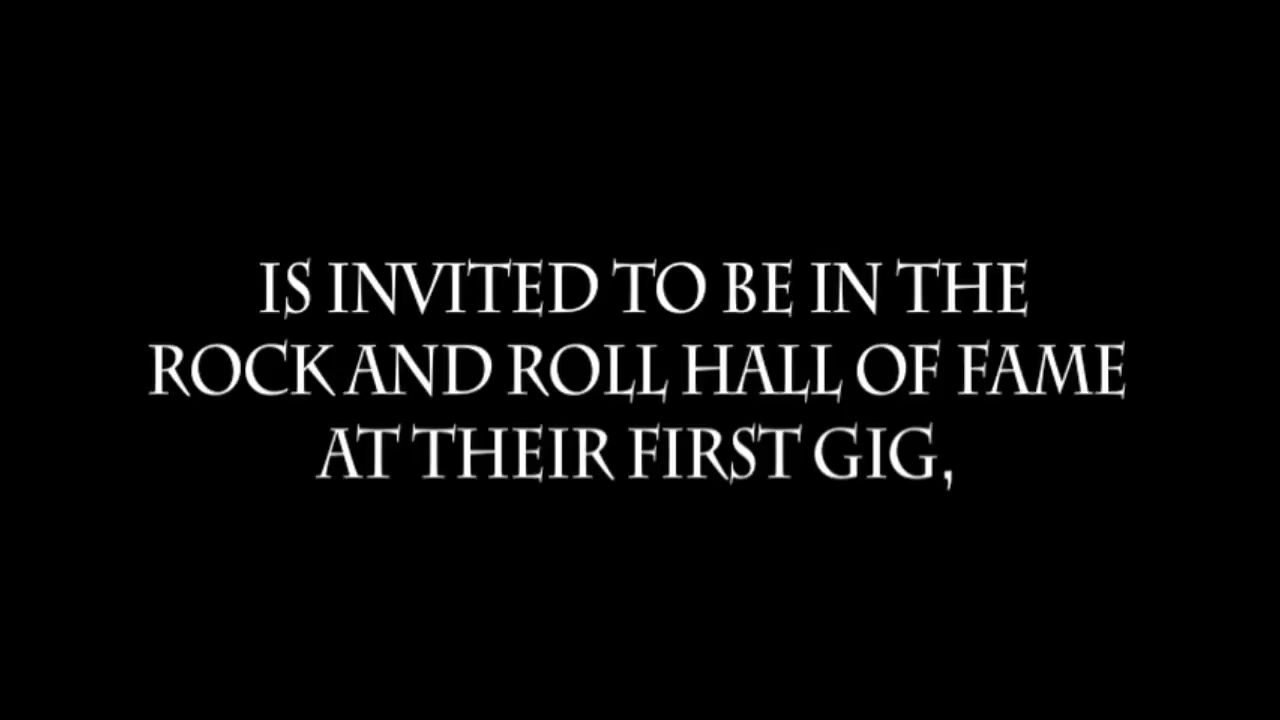 IS INVITED TO BE IN THE
ROCK AND ROLL HALL OF FAME
AT THEIR FIRST GIG,